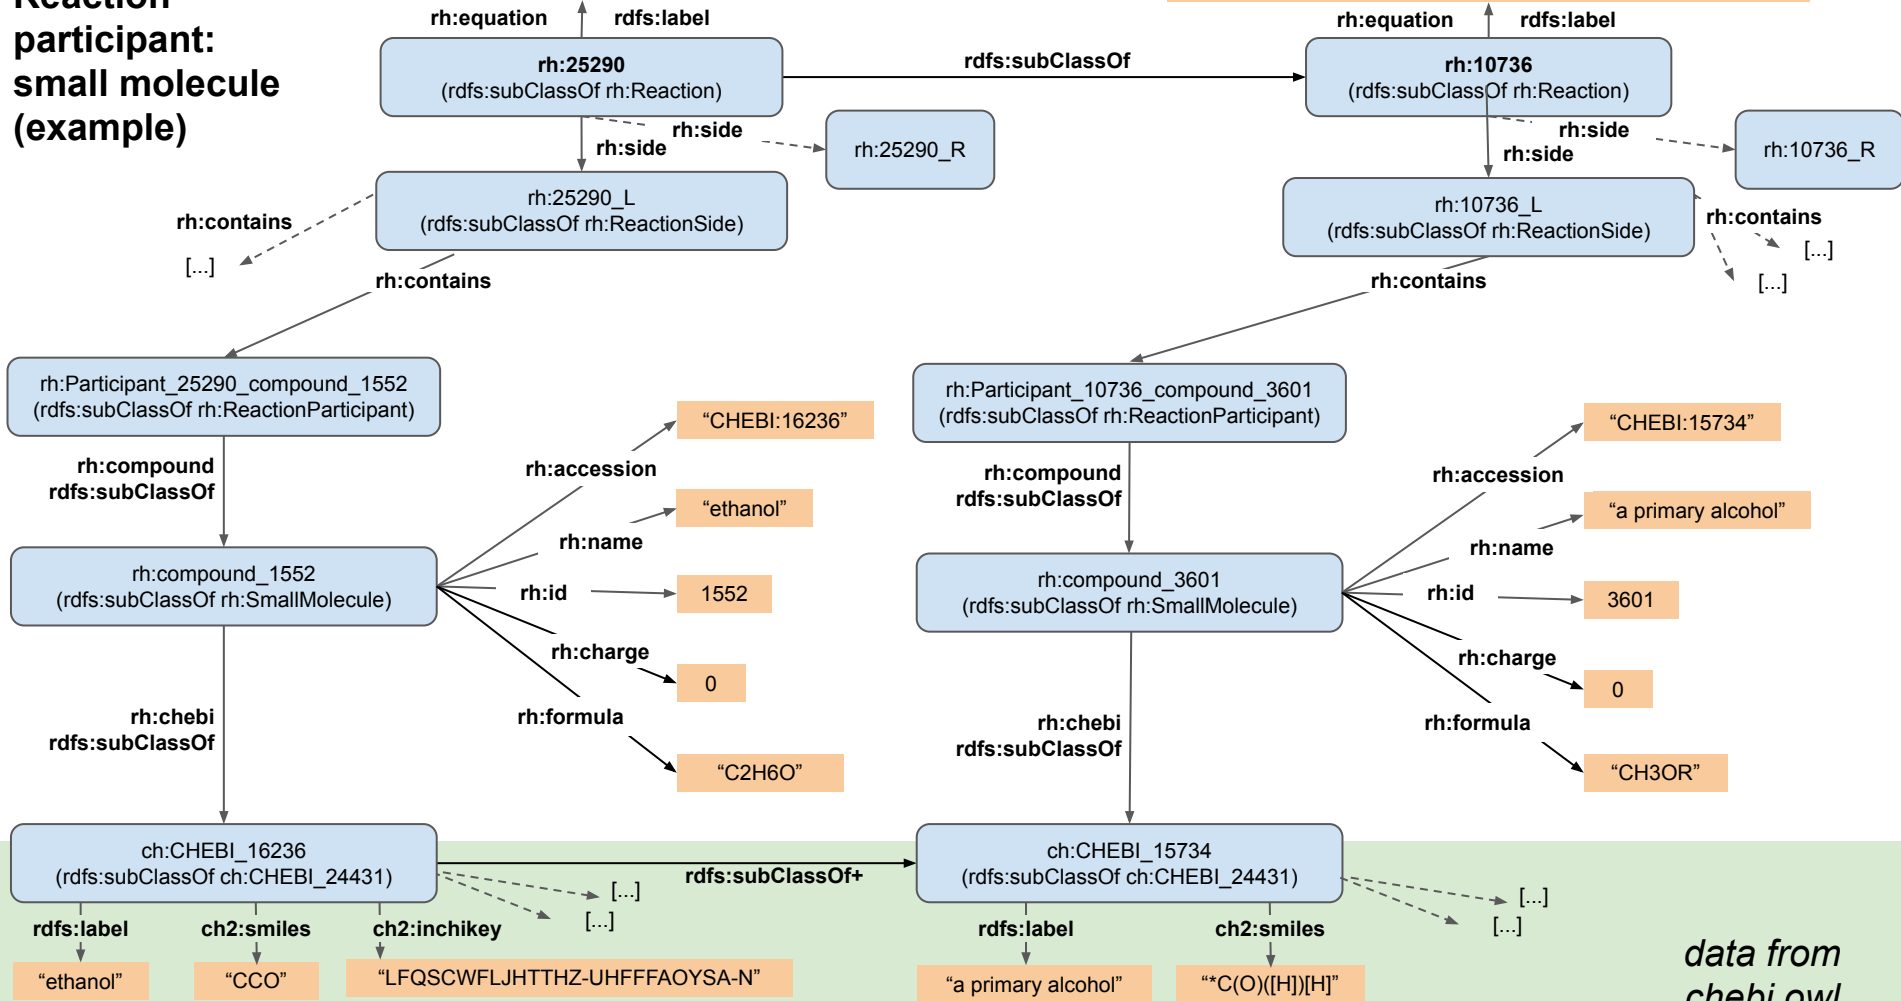 Reaction
participant:
small molecule
(example)
rh:equation
rdfs:label
rh:equation
rdfs:label
rh:25290
(rdfs:subClassOf rh:Reaction)
rdfs:subClassOf
rh:10736
(rdfs:subClassOf rh:Reaction)
rh:side
rh:side
rh:25290_R
rh:side
rh:side
rh:10736_R
rh:25290_L
(rdfs:subClassOf rh:ReactionSide)
rh:10736_L
(rdfs:subClassOf rh:ReactionSide)
rh:contains
[...]
rh:contains
rh:contains
[...]
[...]
rh:contains
rh:Participant_25290_compound_1552
(rdfs:subClassOf rh:ReactionParticipant)
rh:Participant_10736_compound_3601
(rdfs:subClassOf rh:ReactionParticipant)
rh:compound
rdfs:subClassOf
rh:accession
“CHEBI:16236”
rh:name
“ethanol”
rh:compound
rdfs:subClassOf
rh:accession
“CHEBI:15734”
rh:name
“a primary alcohol”
rh:compound_1552
(rdfs:subClassOf rh:SmallMolecule)
rh:id
1552
rh:compound_3601
(rdfs:subClassOf rh:SmallMolecule)
rh:id
3601
rh:charge
0
rh:charge
0
rh:chebi
rdfs:subClassOf
rh:formula
“C2H6O”
rh:chebi
rdfs:subClassOf
rh:formula
“CH3OR”
ch:CHEBI_16236
(rdfs:subClassOf ch:CHEBI_24431)
rdfs:subClassOf+
ch:CHEBI_15734
(rdfs:subClassOf ch:CHEBI_24431)
[...]
[...]
[...]
[...]
rdfs:label
ch2:smiles
ch2:inchikey
rdfs:label
ch2:smiles
“ethanol”
“CCO”
“LFQSCWFLJHTTHZ-UHFFFAOYSA-N”
“a primary alcohol”
“*C(O)([H])[H]”
data from
chebi.owl